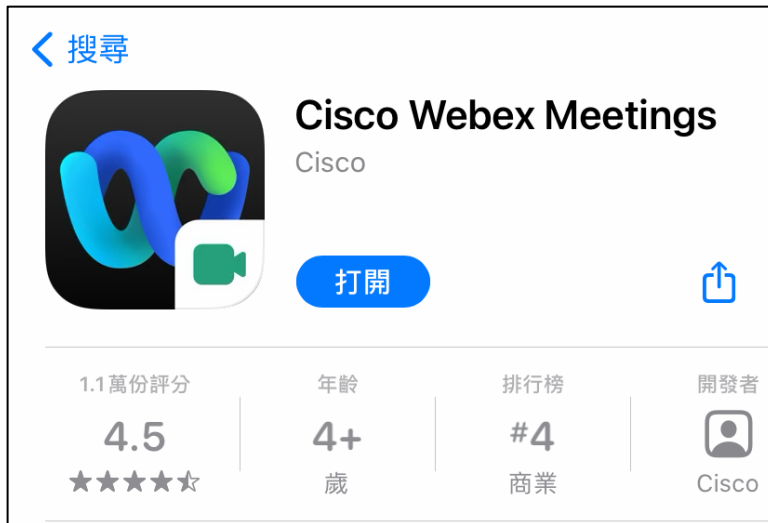 搜尋
Cisco Webex Meetings
Cisco
打開
1.1萬份評分
年齡
排行榜
開發者
4.5
4+
#4
歲
商業
Cisco